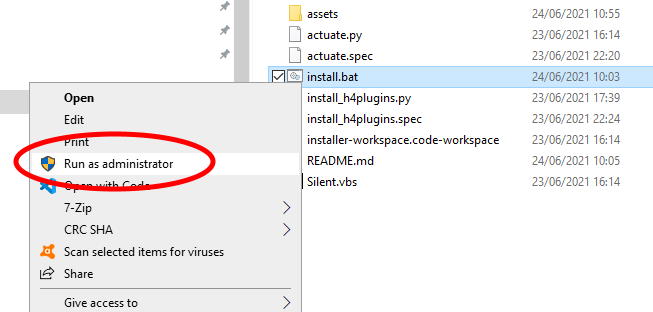 assets 24/06/2021 10:55
actuate.py 23/06/2021 16:14
actuate.spec 23/06/2021 22:20
install.bat 24/06/2021 10:03
install_h4plugins.py 23/06/2021 17:39
install_h4plugins.spec 23/06/2021 22:24
installer-workspace.code-workspace 23/06/2021 16:14
README.md 24/06/2021 10:05
Silent.vbs 23/06/2021 16:14
Open
Edit
Print
Run as administrator
Open with Code
7-Zip
CRC SHA
Scan selected items for viruses
Share
Give access to